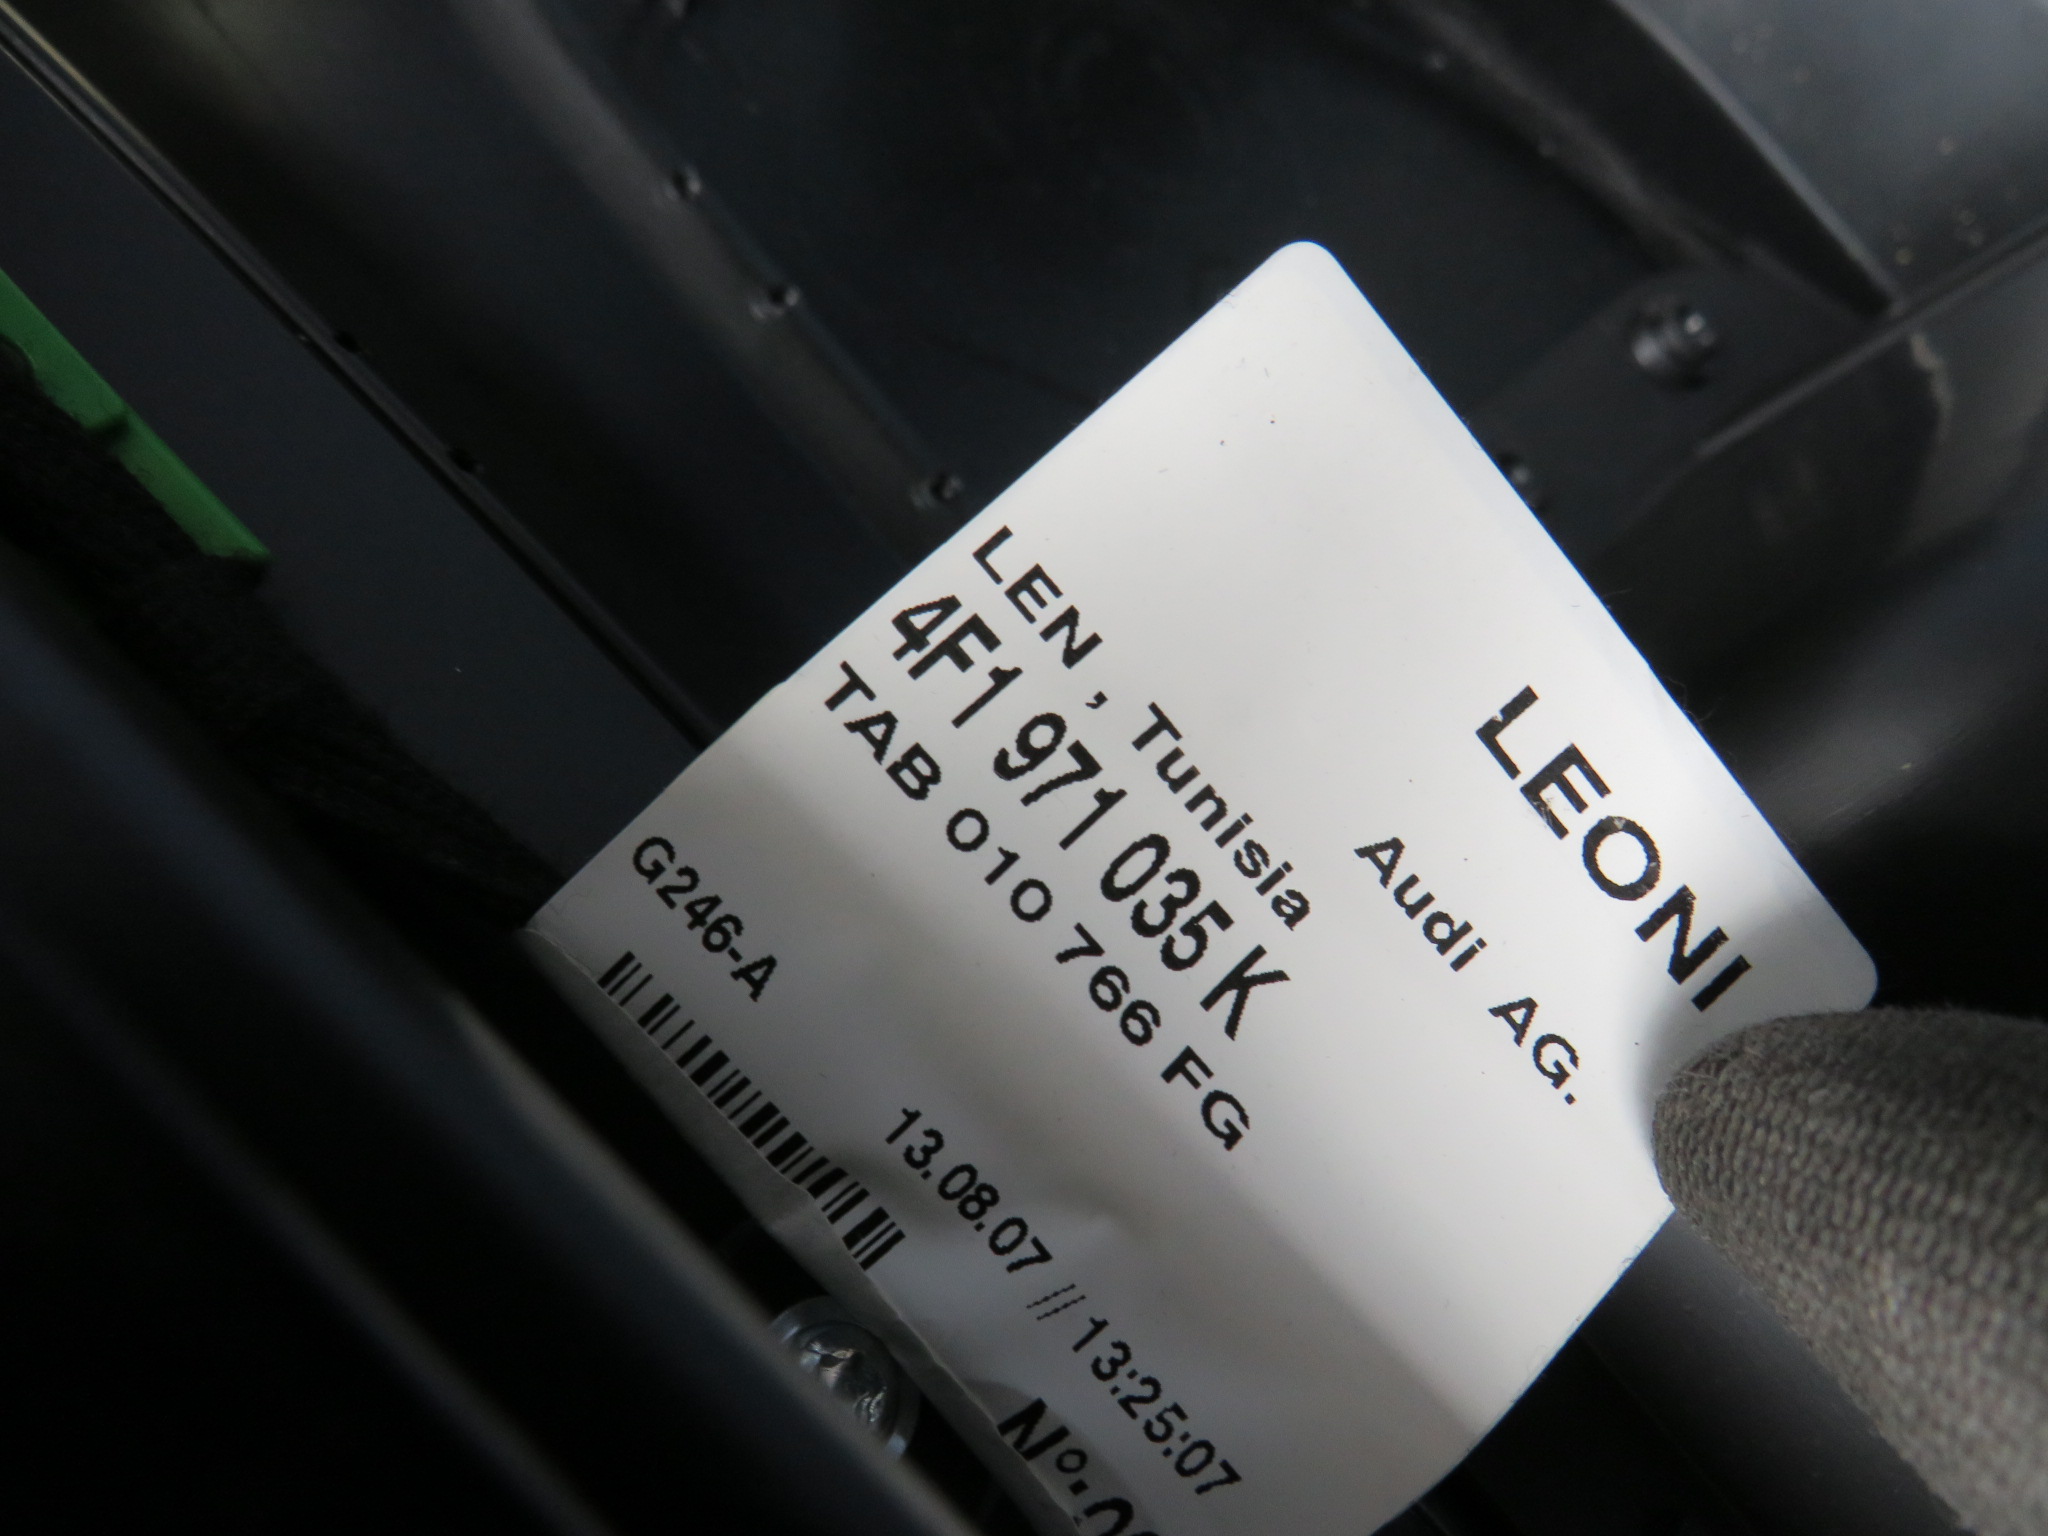 LEONI
Audi AG.
LEN , Tunisia
4F1 971 035 K
TAB 010 766 FG
G246-A
13.08.07 // 13:25:07
Nº.